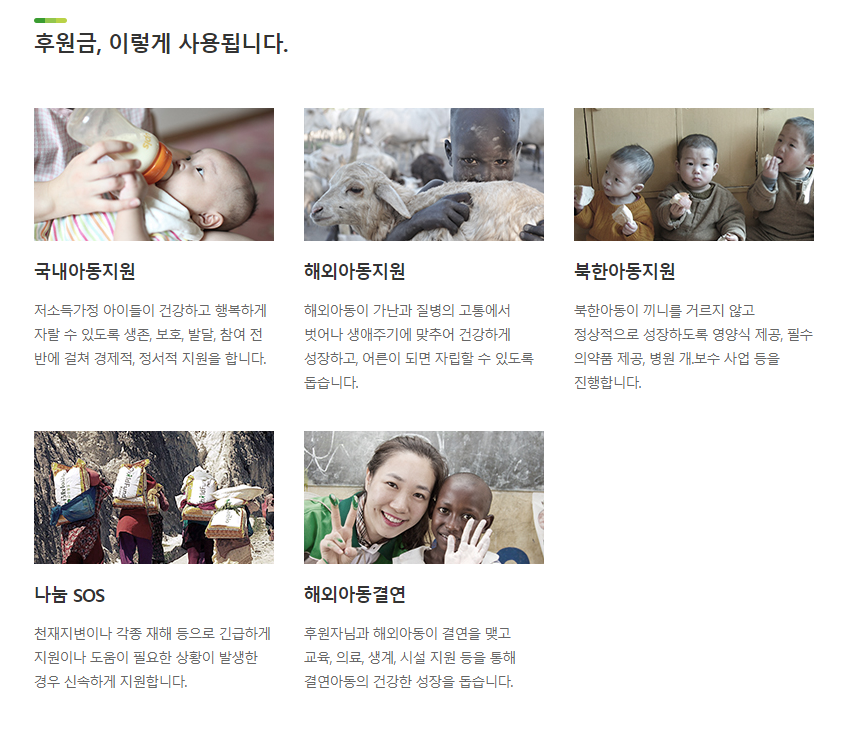 후원금, 이렇게 사용됩니다.
국내아동지원
저소득가정 아이들이 건강하고 행복하게
자랄 수 있도록 생존, 보호, 발달, 참여 전
반에 걸쳐 경제적, 정서적 지원을 합니다.
해외아동지원
해외아동이 가난과 질병의 고통에서
벗어나 생애주기에 맞추어 건강하게
성장하고, 어른이 되면 자립할 수 있도록
돕습니다.
북한아동지원
북한아동이 끼니를 거르지 않고
정상적으로 성장하도록 영양식 제공, 필수
의약품 제공, 병원 개.보수 사업 등을
진행합니다.
나눔 SOS
천재지변이나 각종 재해 등으로 긴급하게
지원이나 도움이 필요한 상황이 발생한
경우 신속하게 지원합니다.
해외아동결연
후원자님과 해외아동이 결연을 맺고
교육, 의료, 생계, 시설 지원 등을 통해
결연아동의 건강한 성장을 돕습니다.